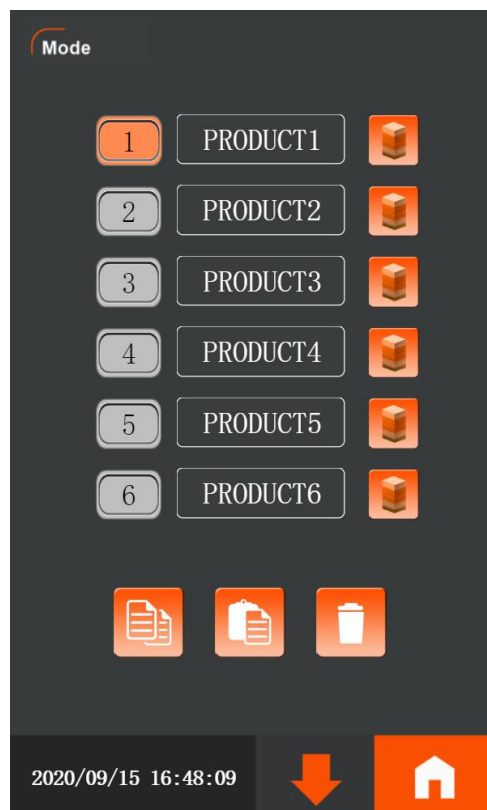 Mode
1 PRODUCT1
2 PRODUCT2
3 PRODUCT3
4 PRODUCT4
5 PRODUCT5
6 PRODUCT6
2020/09/15 16:48:09